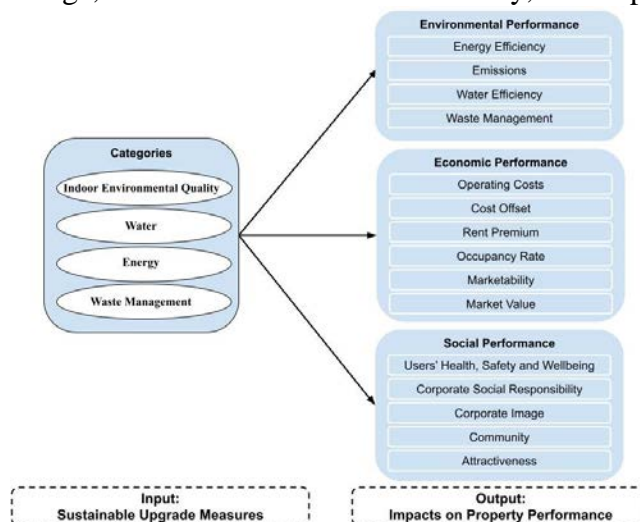 Environmental Performance
Energy Efficiency
Emissions
Water Efficiency
Waste Management
Categories
Indoor Environmental Quality
Water
Energy
Waste Management
Economic Performance
Operating Costs
Cost Offset
Rent Premium
Occupancy Rate
Marketability
Market Value
Social Performance
Users' Health, Safety and Wellbeing
Corporate Social Responsibility
Corporate Image
Community
Attractiveness
Input:
Sustainable Upgrade Measures
Output:
Impacts on Property Performance